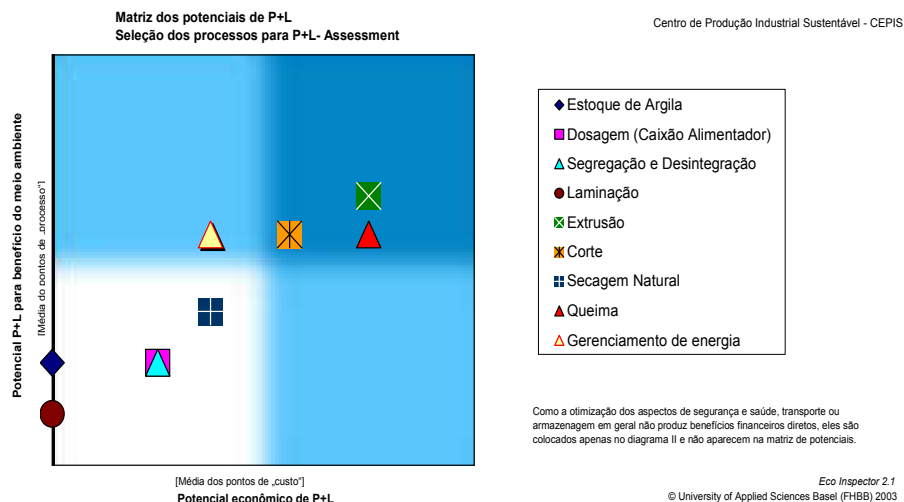 Matriz dos potenciais de P+L
Seleção dos processos para P+L- Assessment
Centro de Produção Industrial Sustentável - CEPIS
Potencial P+L para benefício do meio ambiente
[Média do pontos de „processo"]
Estoque de Argila
Dosagem (Caixão Alimentador)
Segregação e Desintegração
Laminação
Extrusão
Corte
Secagem Natural
Queima
Gerenciamento de energia
Como a otimização dos aspectos de segurança e saúde, transporte ou
armazenagem em geral não produz benefícios financeiros diretos, eles são
colocados apenas no diagrama II e não aparecem na matriz de potenciais.
[Média dos pontos de „custo"]
Potencial econômico de P+L
Eco Inspector 2.1
© University of Applied Sciences Basel (FHBB) 2003